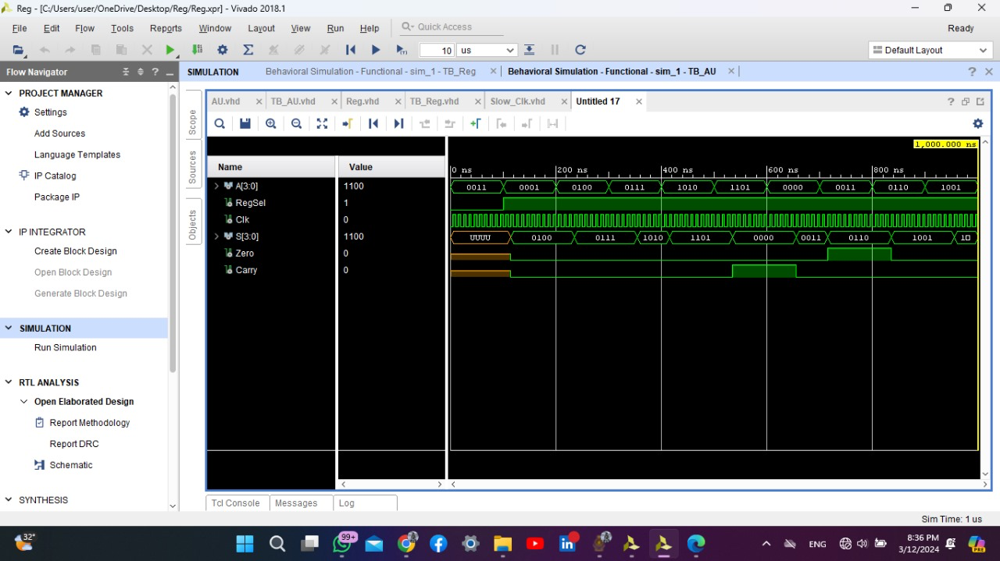 Reg - [C:/Users/user/OneDrive/Desktop/Reg/Reg.xpr] - Vivado 2018.1
File Edit Flow Tools Reports Window Layout View Run Help Quick Access Ready
10 us Default Layout
Flow Navigator
SIMULATION Behavioral Simulation - Functional - sim_1 - TB_Reg Behavioral Simulation - Functional - sim_1 - TB_AU
PROJECT MANAGER
Settings
Add Sources
Language Templates
IP Catalog
Package IP
IP INTEGRATOR
Create Block Design
Open Block Design
Generate Block Design
SIMULATION
Run Simulation
RTL ANALYSIS
Open Elaborated Design
Report Methodology
Report DRC
Schematic
SYNTHESIS
Scope
Sources
Objects
AU.vhd TB_AU.vhd Reg.vhd TB_Reg.vhd Slow_Clk.vhd Untitled 17
1,000.000 ns
Name Value
0 ns 200 ns 400 ns 600 ns 800 ns
A[3:0] 1100 0011 0001 0100 0111 1010 1101 0000 0011 0110 1001
RegSel 1
Clk 0
S[3:0] 1100 UUUU 0100 0111 1010 1101 0000 0011 0110 1001
Zero 0
Carry 0
Tcl Console Messages Log
Sim Time: 1 us
32°
99+
ENG
8:36 PM
3/12/2024
PRE